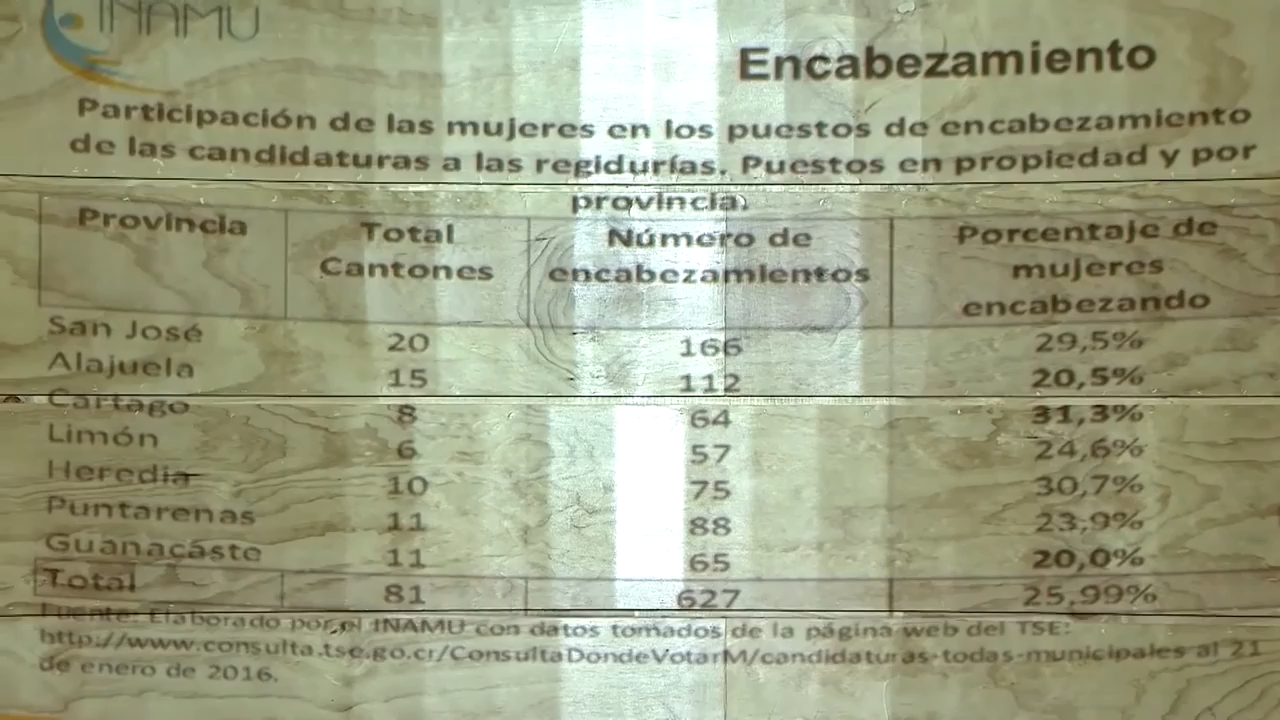 INAMU
Encabezamiento
Participación de las mujeres en los puestos de encabezamiento
de las candidaturas a las regidurías. Puestos en propiedad y por
provincia.
Provincia Total Cantones Número de encabezamientos Porcentaje de mujeres encabezando
San José 20 166 29,5%
Alajuela 15 112 20,5%
Cartago 8 64 31,3%
Limón 6 57 24,6%
Heredia 10 75 30,7%
Puntarenas 11 88 23,9%
Guanacaste 11 65 20,0%
Total 81 627 25,99%
Fuente: Elaborado por el INAMU con datos tomados de la página web del TSE:
http://www.consulta.tse.go.cr/ConsultaDondeVotarM/candidaturas-todas-municipales al 21
de enero de 2016.